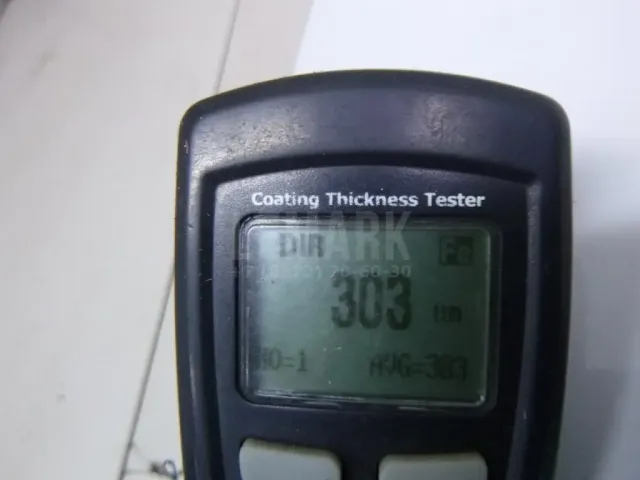 Coating Thickness Tester
DIR Fe
303 um
NO=1 AVG=303